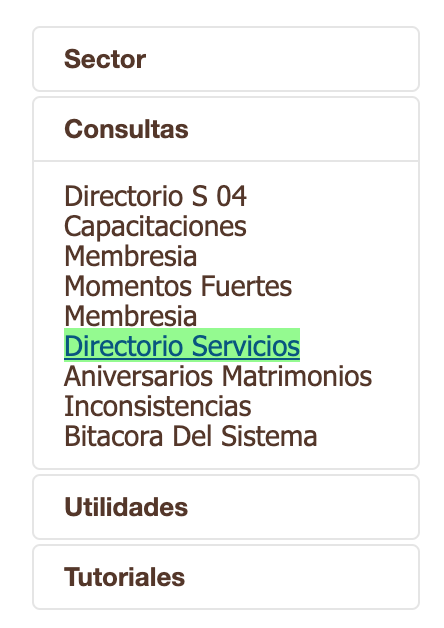 Sector
Consultas
Directorio S 04
Capacitaciones
Membresia
Momentos Fuertes
Membresia
Directorio Servicios
Aniversarios Matrimonios
Inconsistencias
Bitacora Del Sistema
Utilidades
Tutoriales